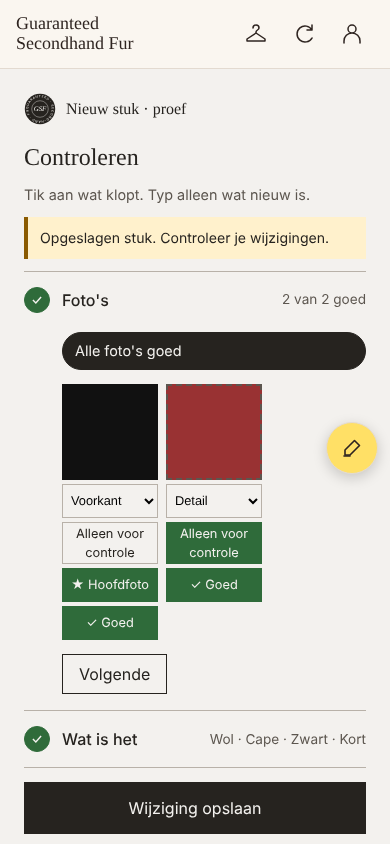 Guaranteed
Secondhand Fur
GSF
Nieuw stuk · proef
Controleren
Tik aan wat klopt. Typ alleen wat nieuw is.
Opgeslagen stuk. Controleer je wijzigingen.
Foto's
2 van 2 goed
Alle foto's goed
Voorkant
Detail
Alleen voor
controle
Alleen voor
controle
★ Hoofdfoto
✓ Goed
✓ Goed
Volgende
Wat is het
Wol · Cape · Zwart · Kort
Wijziging opslaan